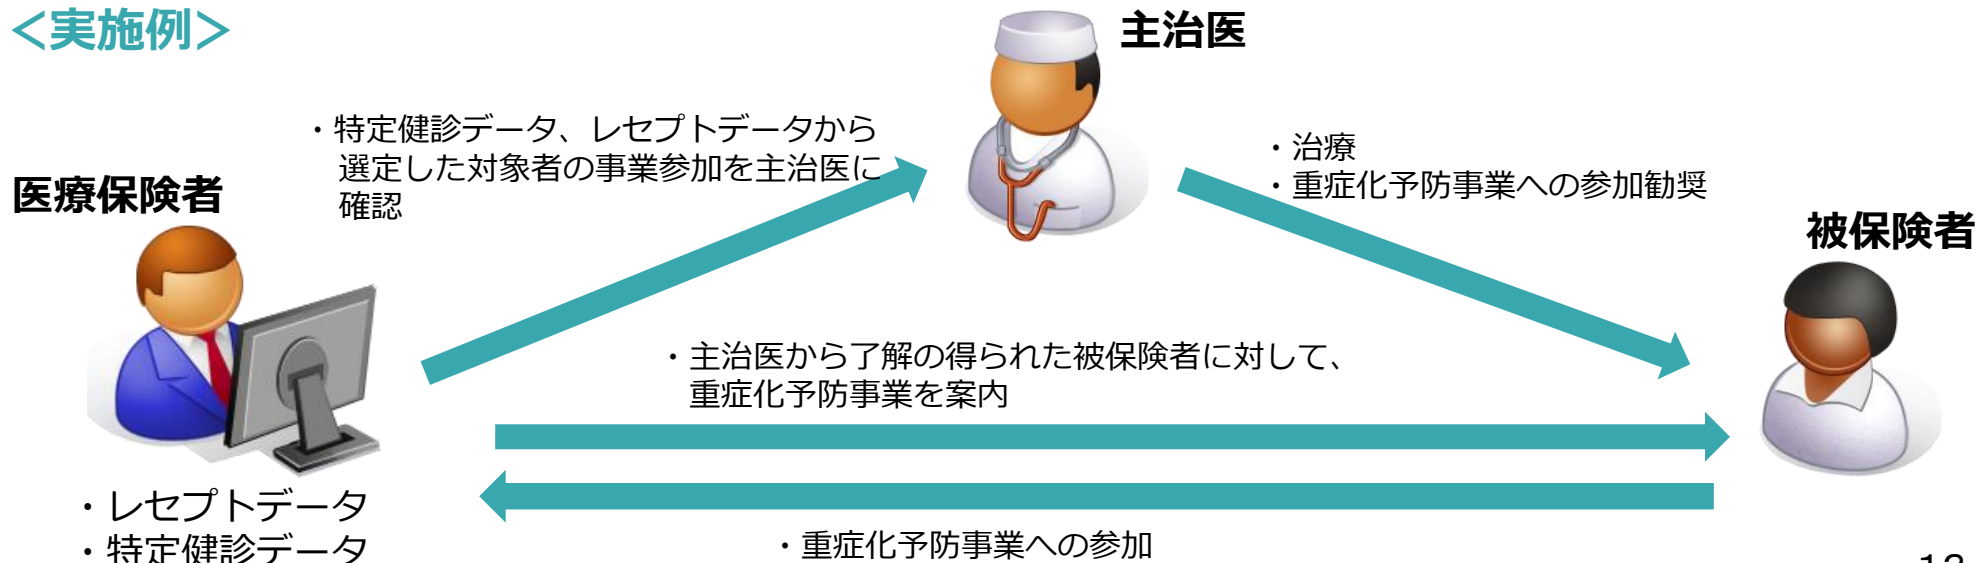 ＜実施例＞
主治医
・特定健診データ、レセプトデータから
選定した対象者の事業参加を主治医に
確認
・治療
・重症化予防事業への参加勧奨
医療保険者
被保険者
・主治医から了解の得られた被保険者に対して、
重症化予防事業を案内
・レセプトデータ
・特定健診データ
・重症化予防事業への参加